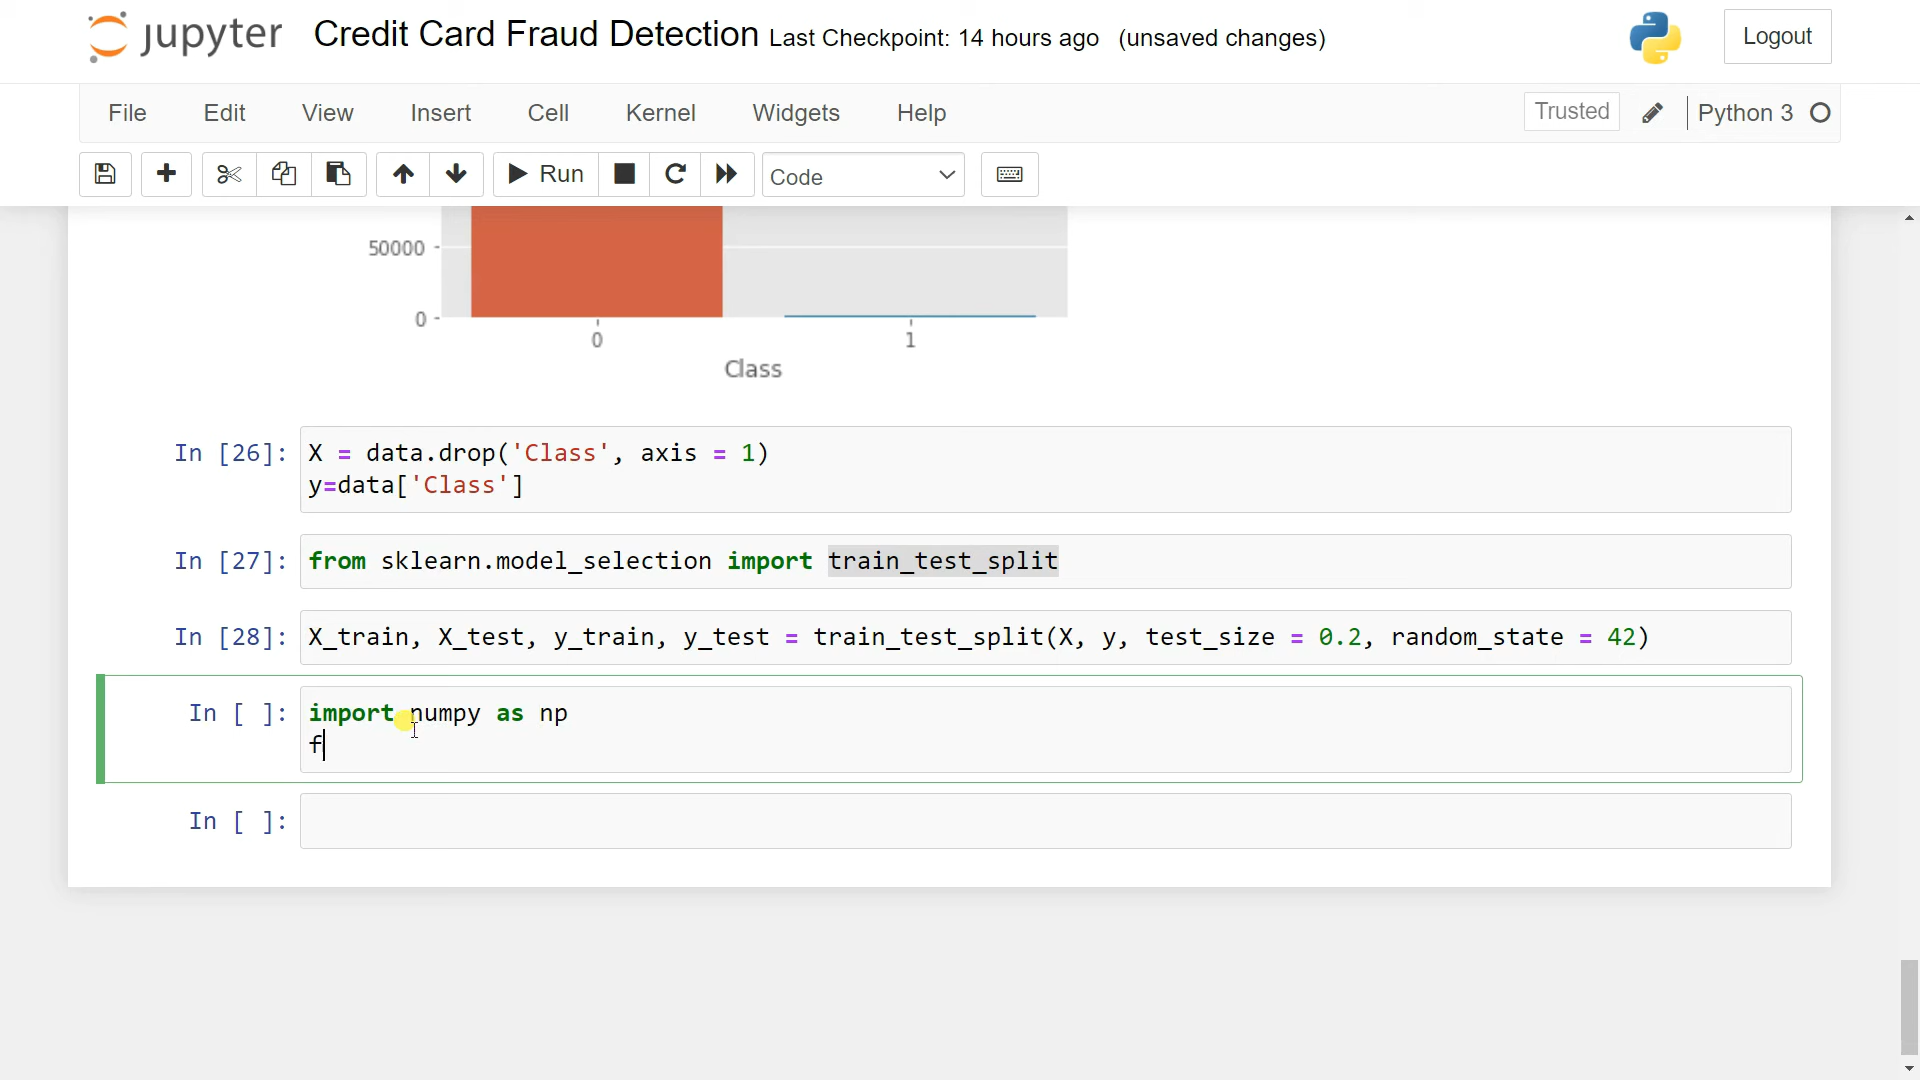 jupyter Credit Card Fraud Detection Last Checkpoint: 14 hours ago (unsaved changes) Logout
File Edit View Insert Cell Kernel Widgets Help Trusted Python 3
Run Code
50000
0
0 1
Class
In [26]: X = data.drop('Class', axis = 1)
y=data['Class']
In [27]: from sklearn.model_selection import train_test_split
In [28]: X_train, X_test, y_train, y_test = train_test_split(X, y, test_size = 0.2, random_state = 42)
In [ ]: import numpy as np
f
In [ ]: